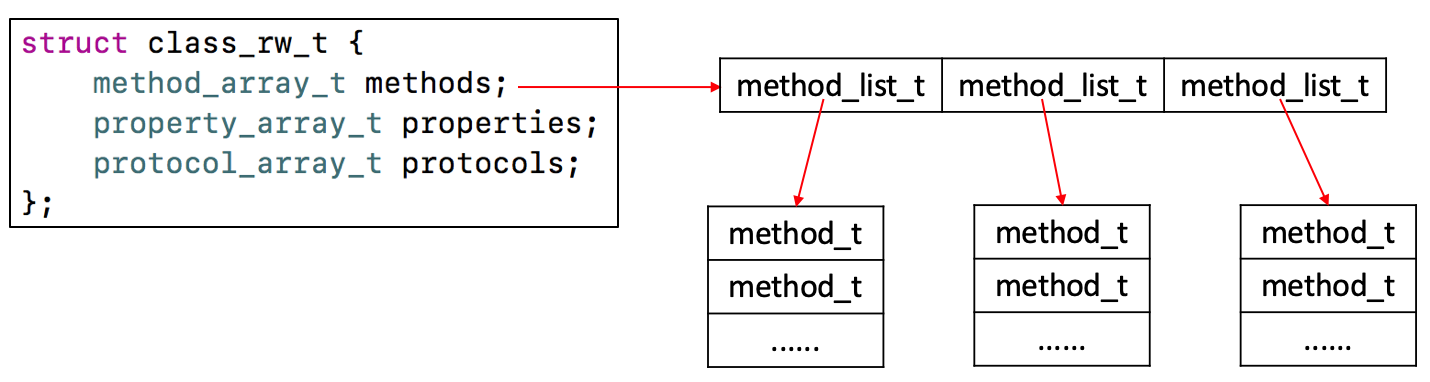 struct class_rw_t {
    method_array_t methods;
    property_array_t properties;
    protocol_array_t protocols;
};
method_list_t method_list_t method_list_t
method_t method_t method_t
method_t method_t method_t
...... ...... ......